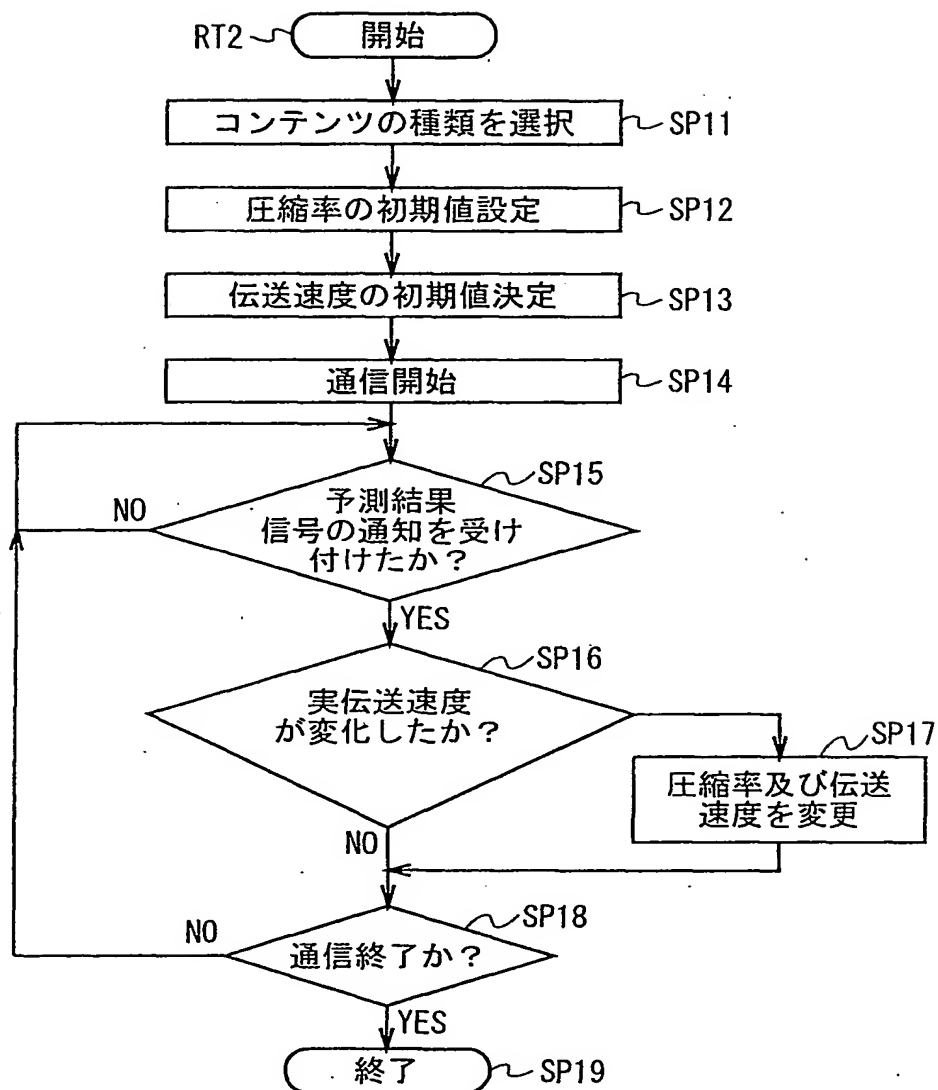 RT2 開始
コンテンツの種類を選択 SP11
圧縮率の初期値設定 SP12
伝送速度の初期値決定 SP13
通信開始 SP14
SP15
NO
予測結果
信号の通知を受け
付けたか？
YES
SP16
実伝送速度
が変化したか？
SP17
圧縮率及び伝送
速度を変更
NO
SP18
NO
通信終了か？
YES
終了 SP19